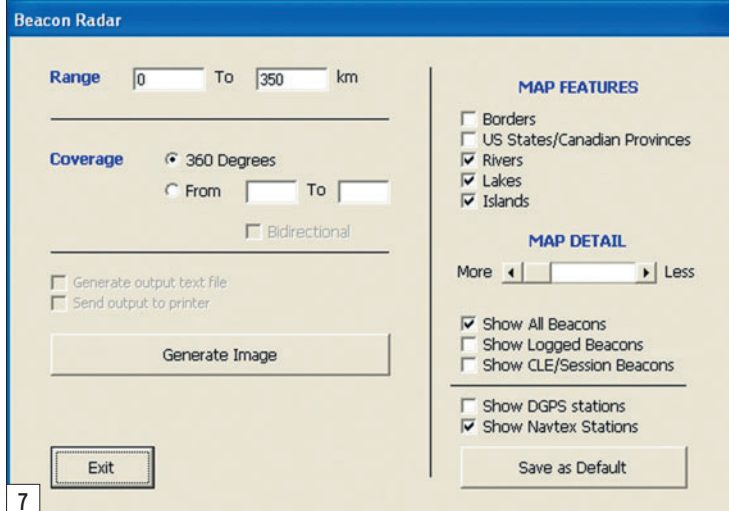 Beacon Radar
Range 0 To 350 km
Coverage 360 Degrees
From To
Bidirectional
Generate output text file
Send output to printer
Generate Image
Exit
MAP FEATURES
Borders
US States/Canadian Provinces
Rivers
Lakes
Islands
MAP DETAIL
More Less
Show All Beacons
Show Logged Beacons
Show CLE/Session Beacons
Show DGPS stations
Show Navtex Stations
Save as Default
7